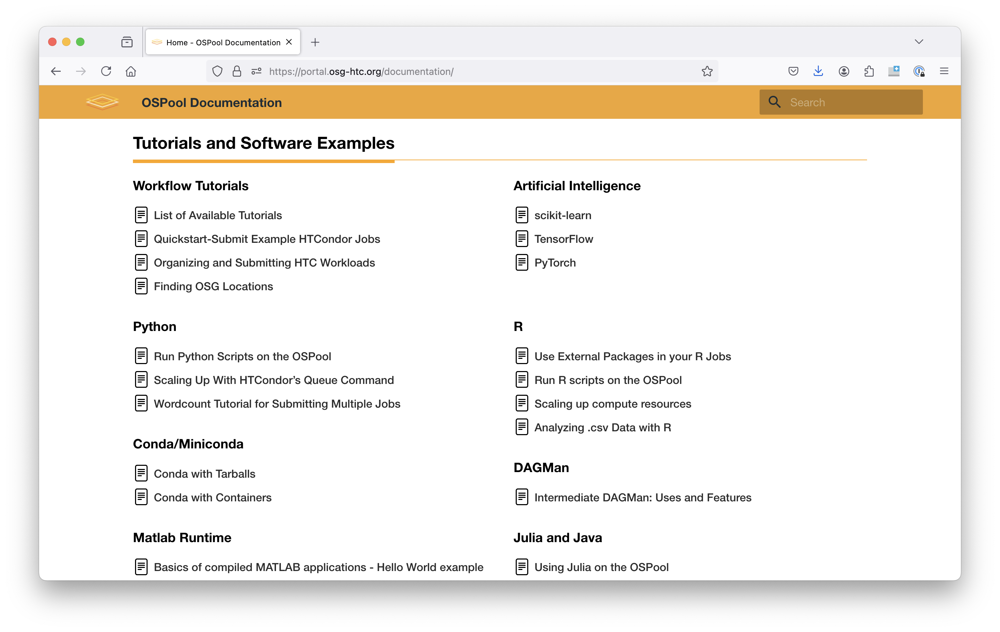 Home - OSPool Documentation
https://portal.osg-htc.org/documentation/
OSPool Documentation
Search
Tutorials and Software Examples
Workflow Tutorials
List of Available Tutorials
Quickstart-Submit Example HTCondor Jobs
Organizing and Submitting HTC Workloads
Finding OSG Locations
Artificial Intelligence
scikit-learn
TensorFlow
PyTorch
Python
Run Python Scripts on the OSPool
Scaling Up With HTCondor’s Queue Command
Wordcount Tutorial for Submitting Multiple Jobs
R
Use External Packages in your R Jobs
Run R scripts on the OSPool
Scaling up compute resources
Analyzing .csv Data with R
Conda/Miniconda
Conda with Tarballs
Conda with Containers
DAGMan
Intermediate DAGMan: Uses and Features
Matlab Runtime
Basics of compiled MATLAB applications - Hello World example
Julia and Java
Using Julia on the OSPool